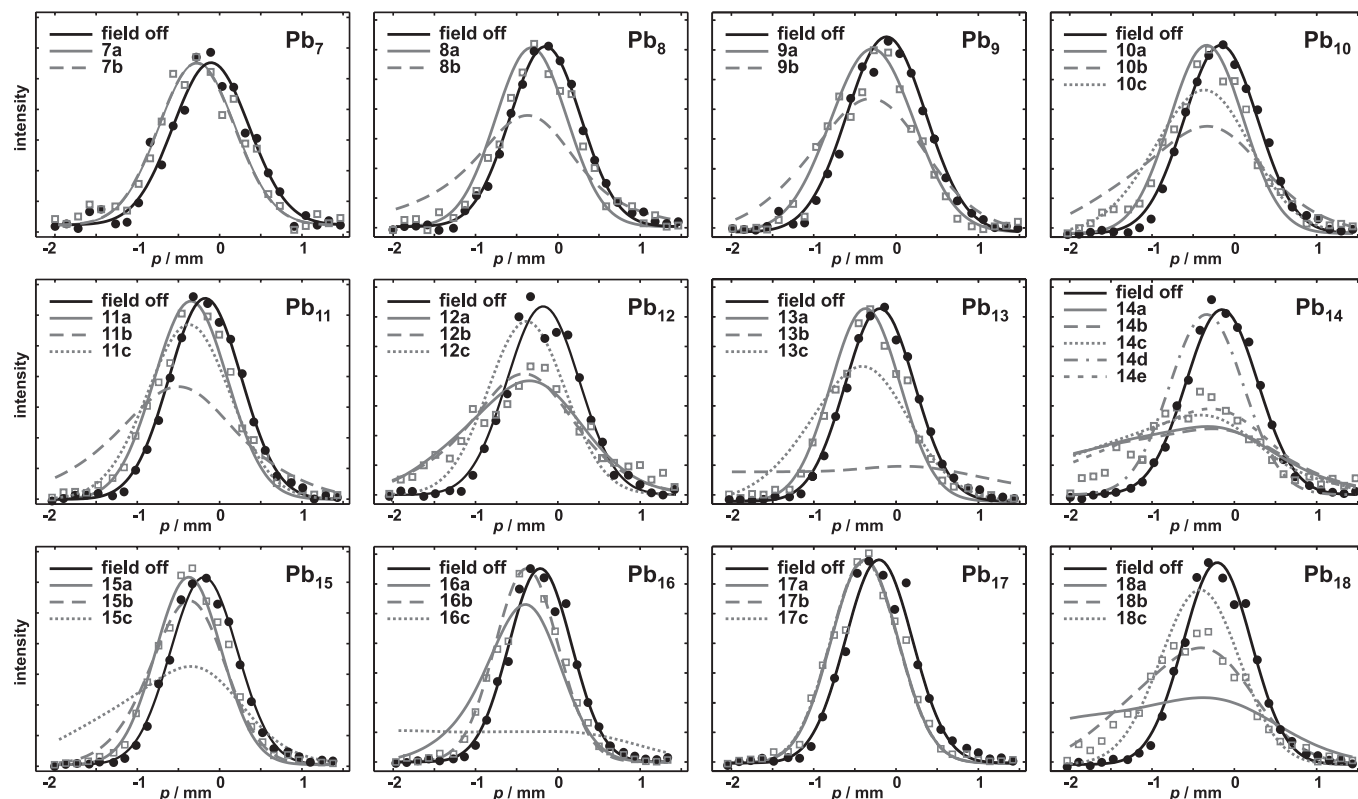 field off
7a
7b
Pb7
intensity
-2 -1 0 1
p / mm
field off
8a
8b
Pb8
-2 -1 0 1
p / mm
field off
9a
9b
Pb9
-2 -1 0 1
p / mm
field off
10a
10b
10c
Pb10
-2 -1 0 1
p / mm
field off
11a
11b
11c
Pb11
intensity
-2 -1 0 1
p / mm
field off
12a
12b
12c
Pb12
-2 -1 0 1
p / mm
field off
13a
13b
13c
Pb13
-2 -1 0 1
p / mm
field off
14a
14b
14c
14d
14e
Pb14
-2 -1 0 1
p / mm
field off
15a
15b
15c
Pb15
intensity
-2 -1 0 1
p / mm
field off
16a
16b
16c
Pb16
-2 -1 0 1
p / mm
field off
17a
17b
17c
Pb17
-2 -1 0 1
p / mm
field off
18a
18b
18c
Pb18
-2 -1 0 1
p / mm